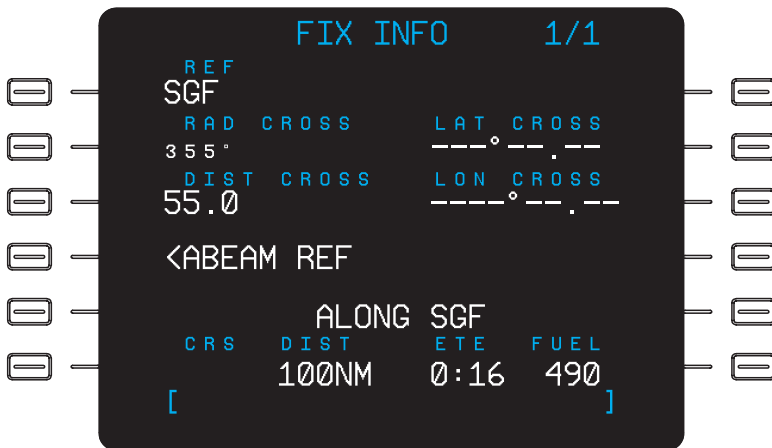 FIX INFO 1/1
REF
SGF
RAD CROSS LAT CROSS
355° ---°--.--
DIST CROSS LON CROSS
55.0 ----°--.--
<ABEAM REF
ALONG SGF
CRS DIST ETE FUEL
100NM 0:16 490
[ ]